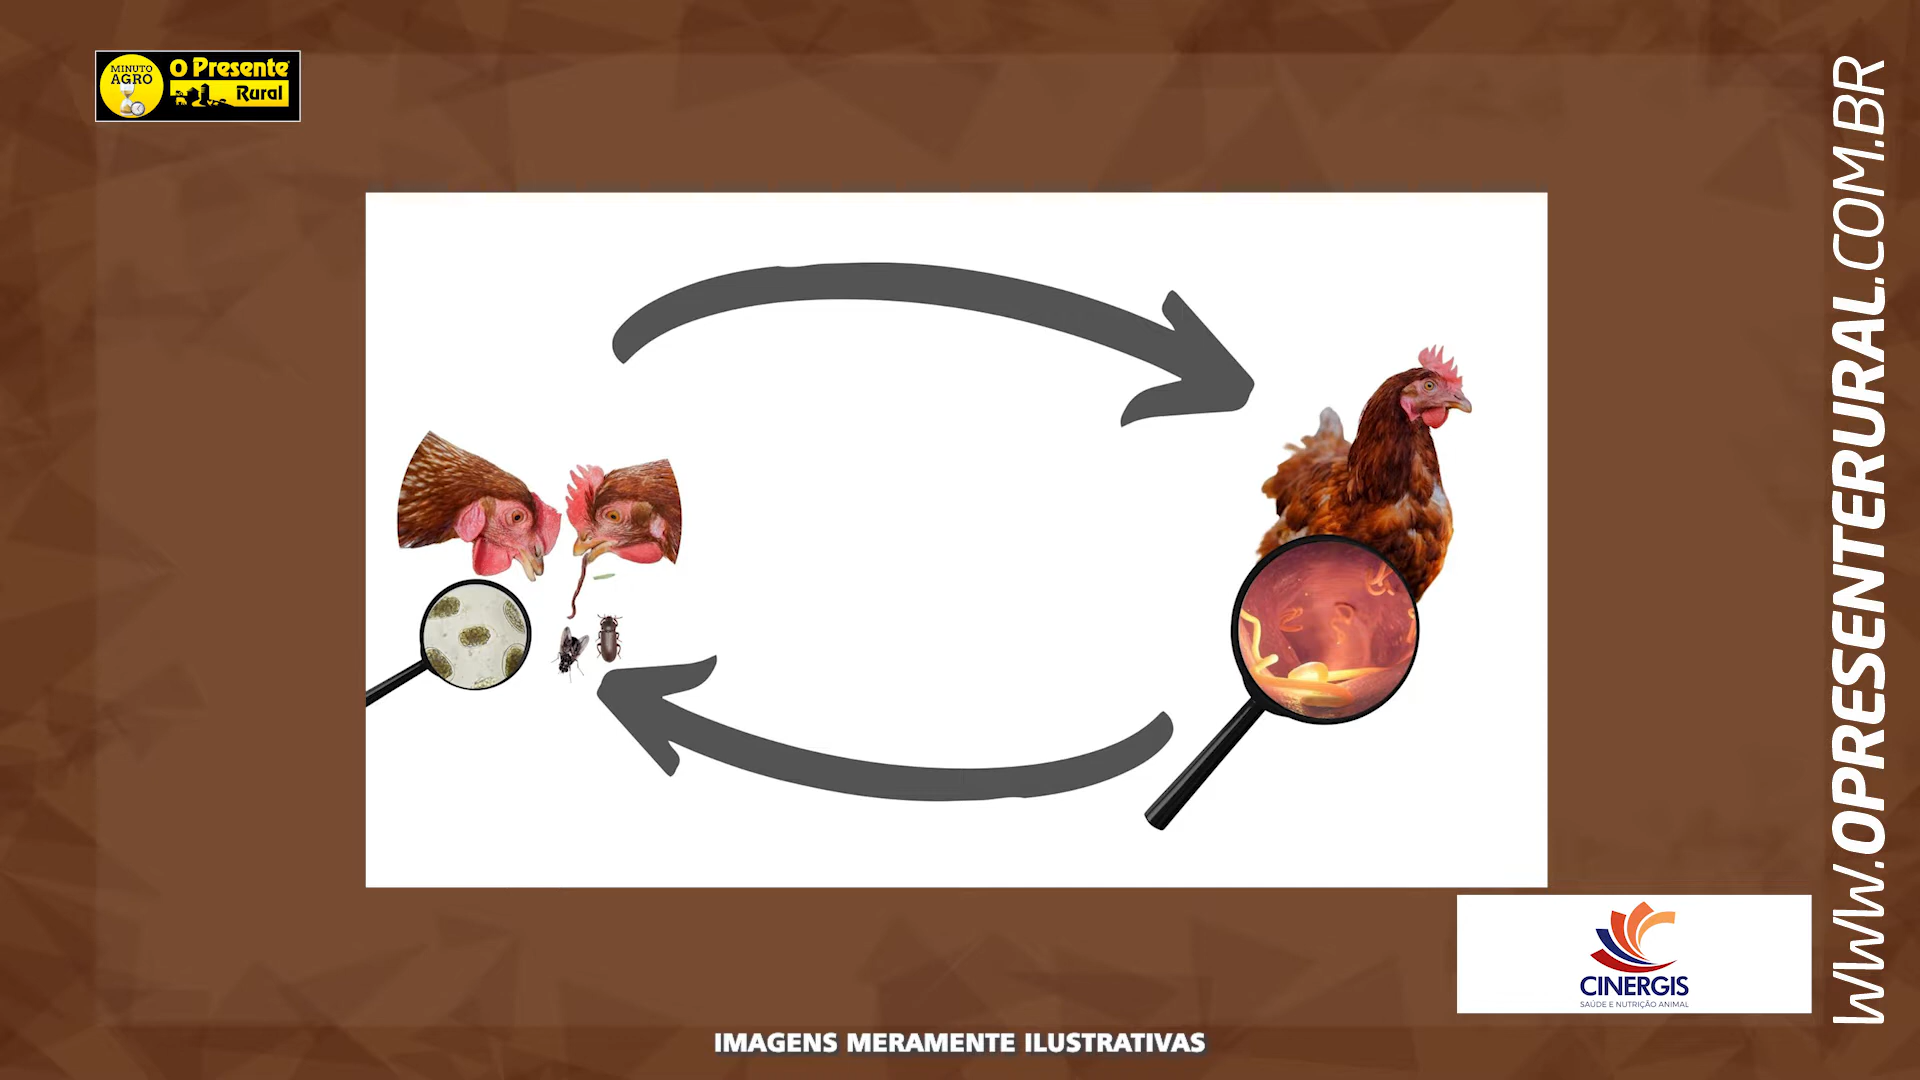 MINUTO
AGRO
O Presente
Rural
WWW.OPRESENTERURAL.COM.BR
CINERGIS
SAÚDE E NUTRIÇÃO ANIMAL
IMAGENS MERAMENTE ILUSTRATIVAS